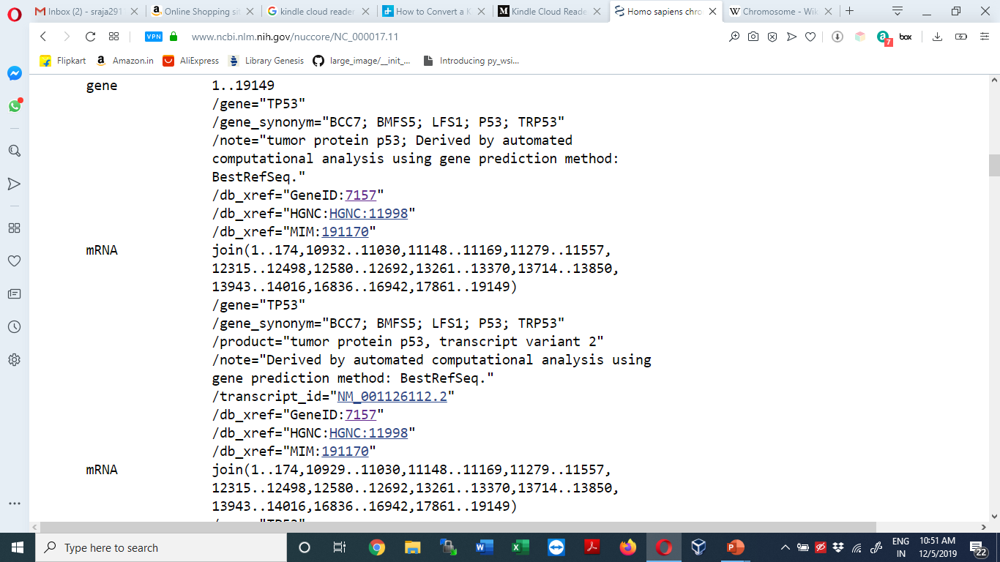 Inbox (2) - sraja291
Online Shopping sit
kindle cloud reader
How to Convert a K
Kindle Cloud Reade
Homo sapiens chro
Chromosome - Wiki
VPN
www.ncbi.nlm.nih.gov/nuccore/NC_000017.11
7
box
Flipkart
Amazon.in
AliExpress
Library Genesis
large_image/__init_...
Introducing py_wsi...
gene 1..19149
/gene="TP53"
/gene_synonym="BCC7; BMFS5; LFS1; P53; TRP53"
/note="tumor protein p53; Derived by automated
computational analysis using gene prediction method:
BestRefSeq."
/db_xref="GeneID:7157"
/db_xref="HGNC:HGNC:11998"
/db_xref="MIM:191170"
mRNA join(1..174,10932..11030,11148..11169,11279..11557,
12315..12498,12580..12692,13261..13370,13714..13850,
13943..14016,16836..16942,17861..19149)
/gene="TP53"
/gene_synonym="BCC7; BMFS5; LFS1; P53; TRP53"
/product="tumor protein p53, transcript variant 2"
/note="Derived by automated computational analysis using
gene prediction method: BestRefSeq."
/transcript_id="NM_001126112.2"
/db_xref="GeneID:7157"
/db_xref="HGNC:HGNC:11998"
/db_xref="MIM:191170"
mRNA join(1..174,10929..11030,11148..11169,11279..11557,
12315..12498,12580..12692,13261..13370,13714..13850,
13943..14016,16836..16942,17861..19149)
Type here to search
ENG
IN
10:51 AM
12/5/2019
22